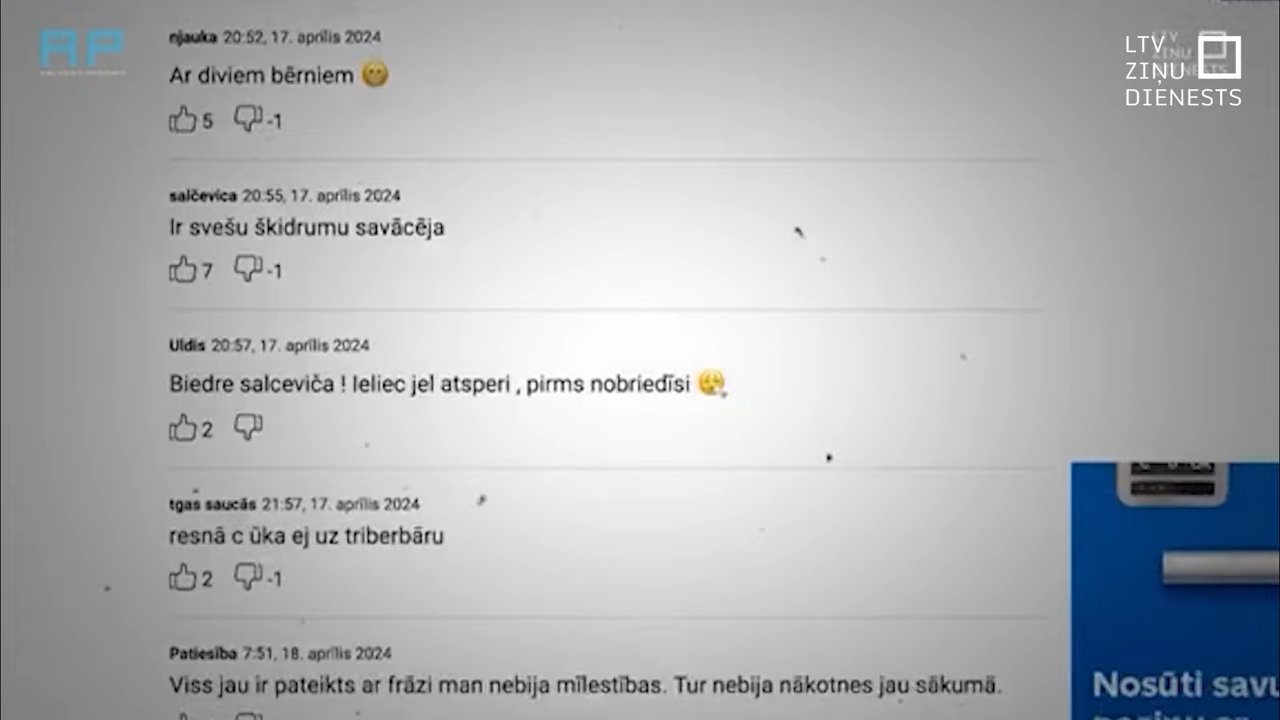 AP
LTV
ZIŅU
DIENESTS
njauka 20:52, 17. aprīlis 2024
Ar diviem bērniem
5 -1
salčevica 20:55, 17. aprīlis 2024
Ir svešu škidrumu savācēja
7 -1
Uldis 20:57, 17. aprīlis 2024
Biedre salceviča ! Ieliec jel atsperi , pirms nobriedīsi
2
tgas saucās 21:57, 17. aprīlis 2024
resnā c ūka ej uz triberbāru
2 -1
Patiesība 7:51, 18. aprīlis 2024
Viss jau ir pateikts ar frāzi man nebija mīlestības. Tur nebija nākotnes jau sākumā.
Nosūti savu